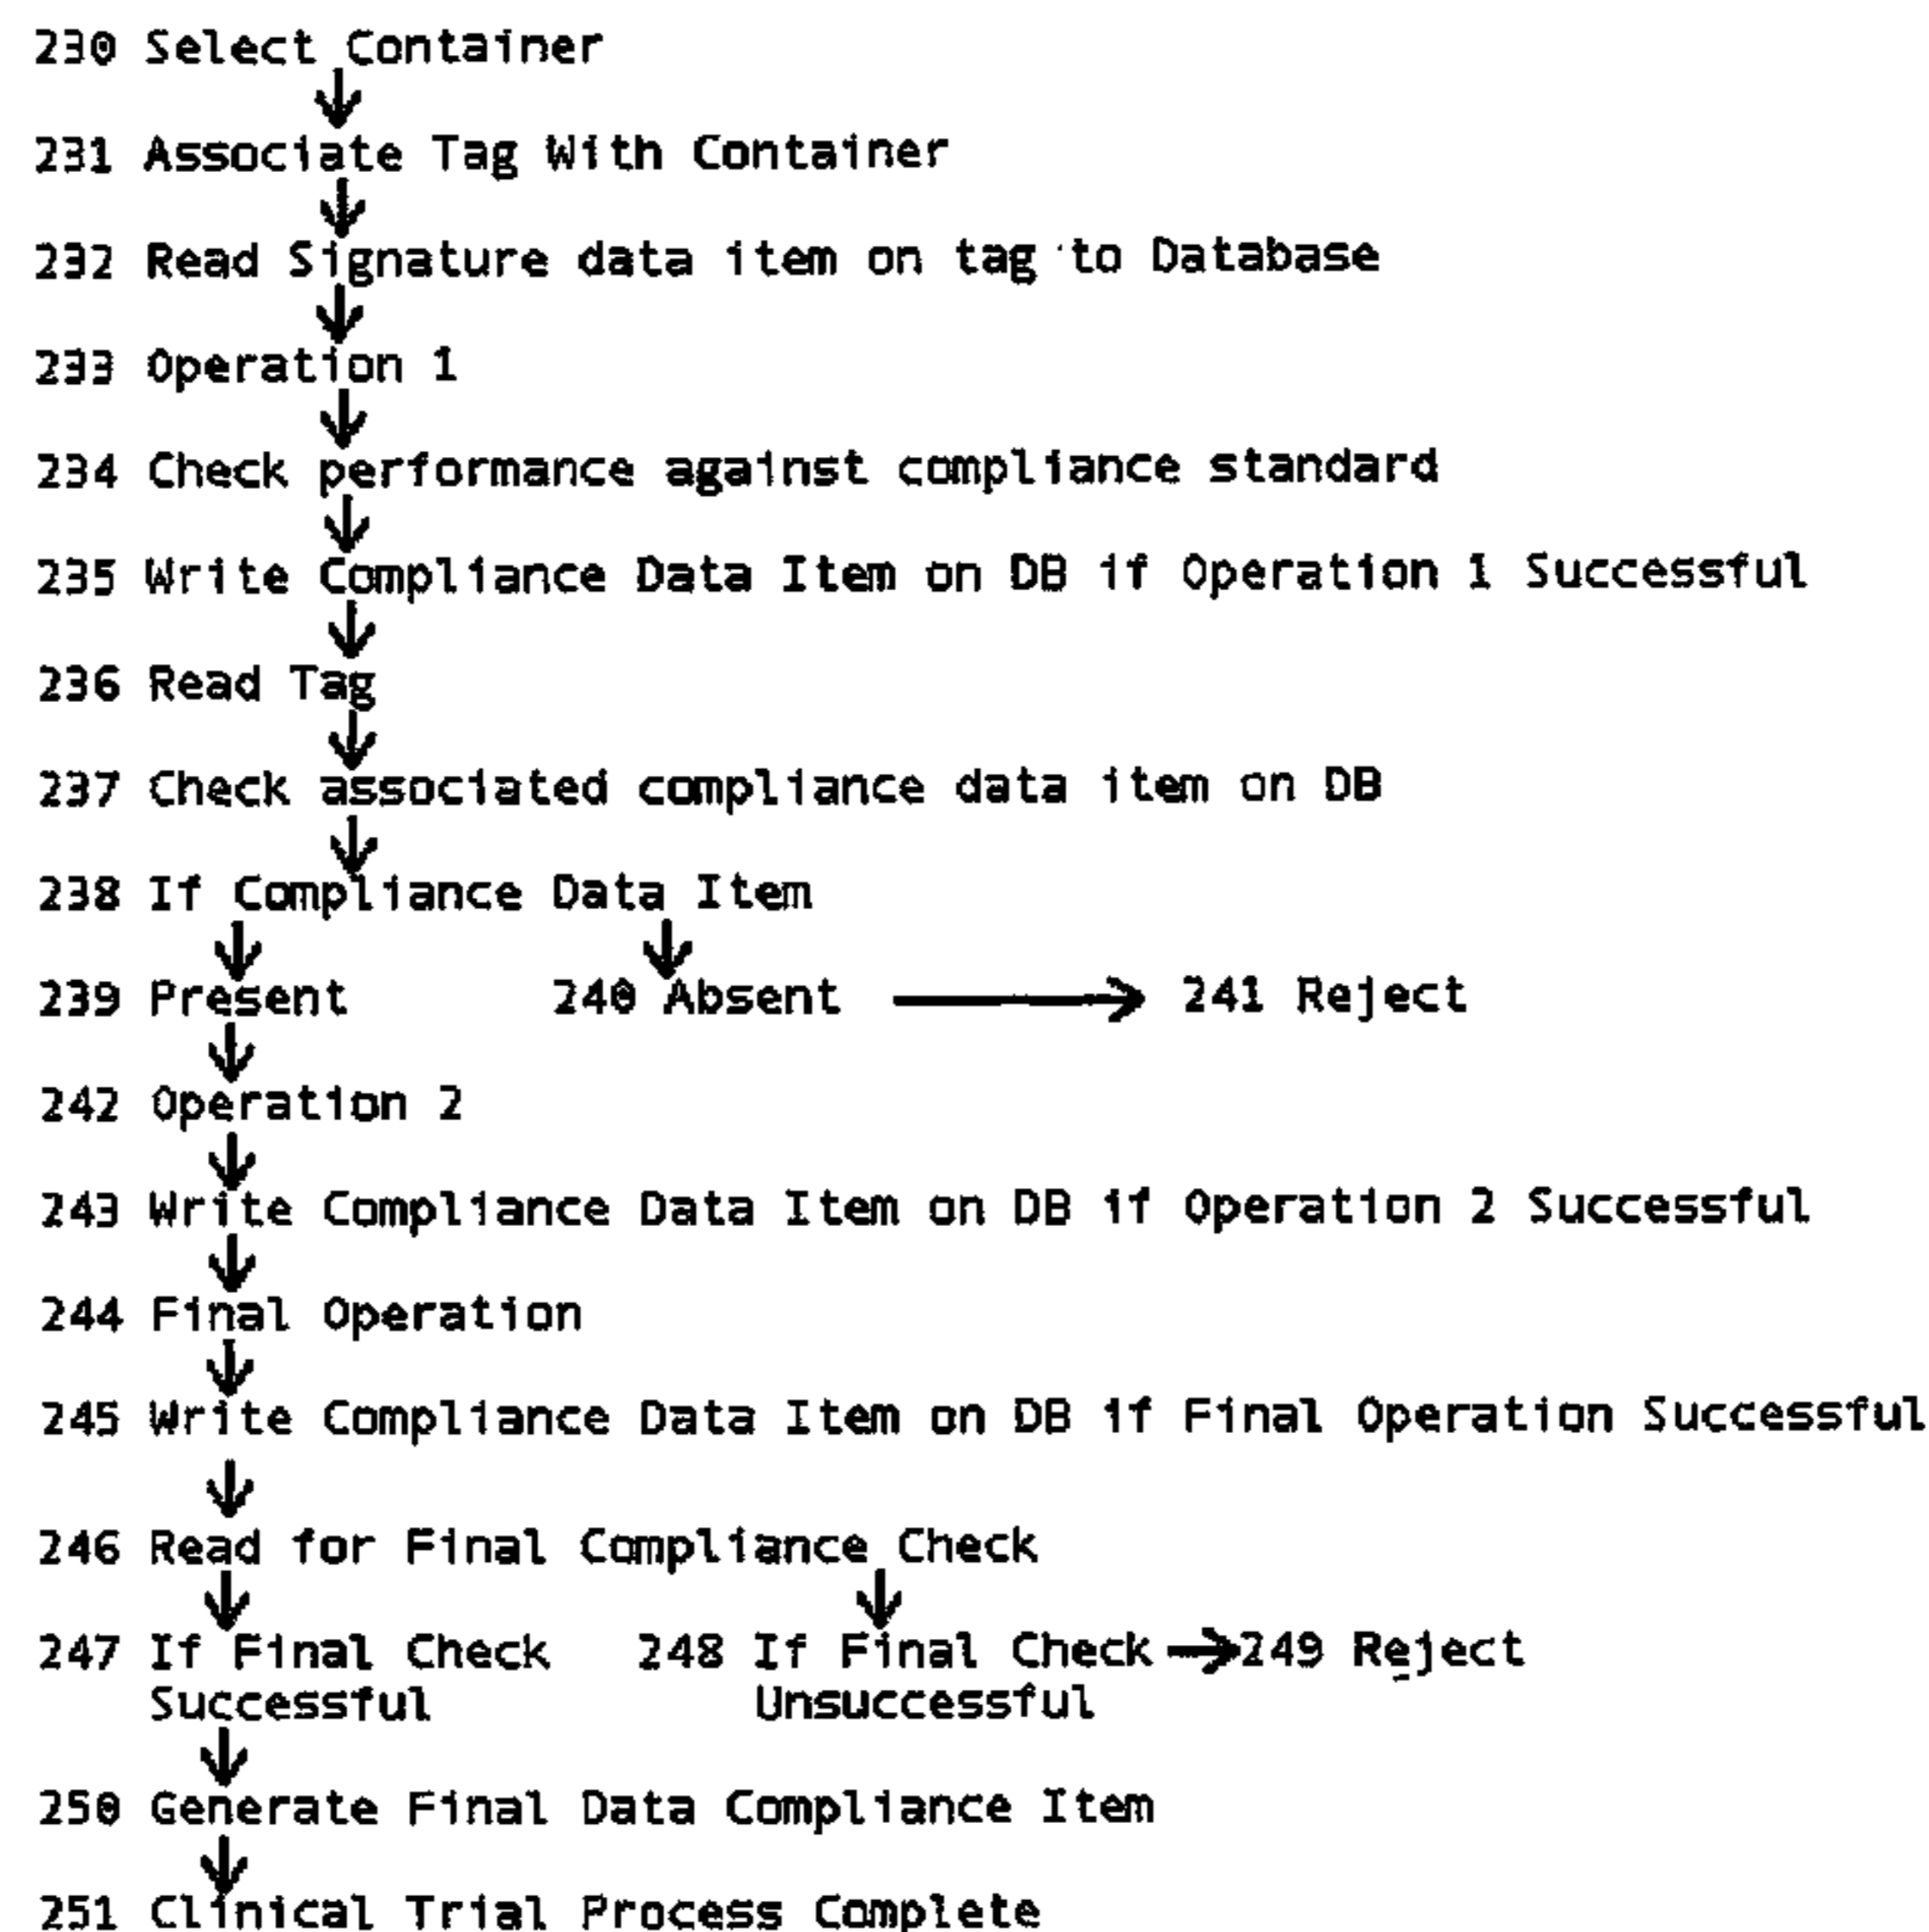 230 Select Container
231 Associate Tag With Container
232 Read Signature data item on tag to Database
233 Operation 1
234 Check performance against compliance standard
235 Write Compliance Data Item on DB if Operation 1 Successful
236 Read Tag
237 Check associated compliance data item on DB
238 If Compliance Data Item
239 Present 240 Absent 241 Reject
242 Operation 2
243 Write Compliance Data Item on DB if Operation 2 Successful
244 Final Operation
245 Write Compliance Data Item on DB if Final Operation Successful
246 Read for Final Compliance Check
247 If Final Check 248 If Final Check 249 Reject
Successful Unsuccessful
250 Generate Final Data Compliance Item
251 Clinical Trial Process Complete